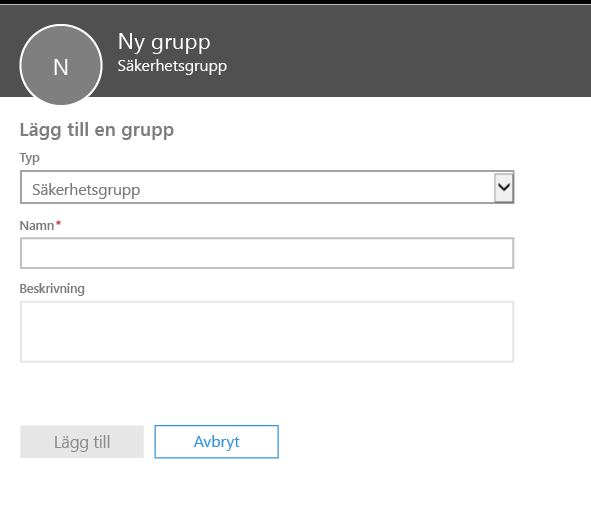 N
Ny grupp
Säkerhetsgrupp
Lägg till en grupp
Typ
Säkerhetsgrupp
Namn*
Beskrivning
Lägg till
Avbryt